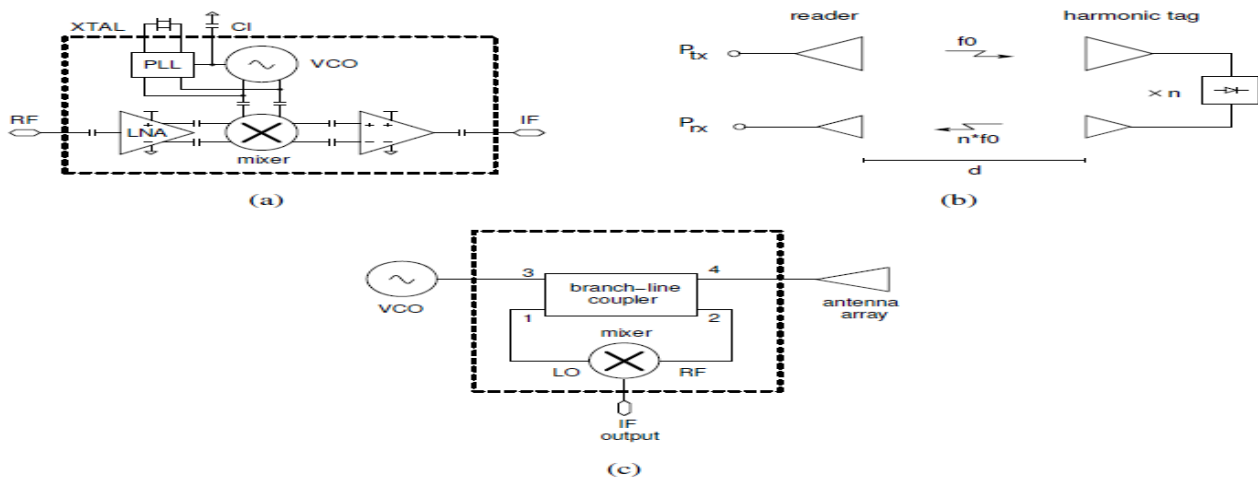 XTAL
CI
PLL
VCO
RF
LNA
+
−
+
−
+
−
IF
mixer
(a)
reader
harmonic tag
Ptx
f0
× n
Prx
n*f0
d
(b)
3
4
VCO
branch−line
coupler
antenna
array
1
2
mixer
LO
RF
IF
output
(c)